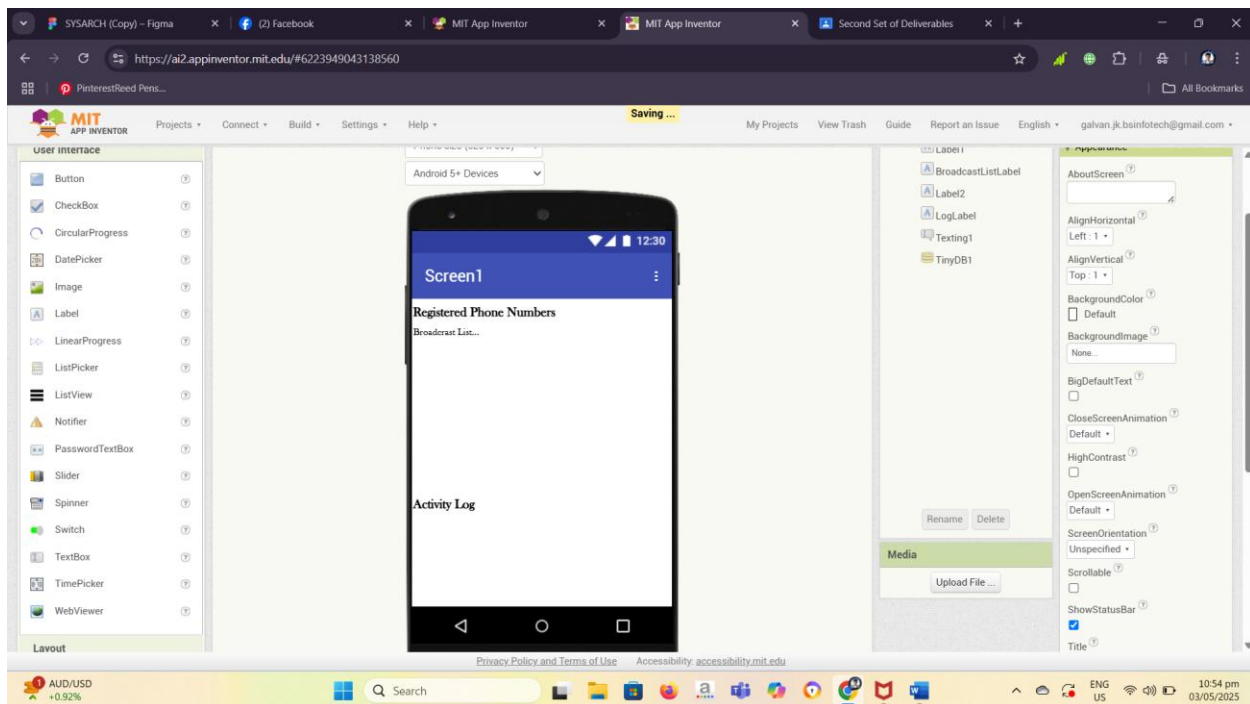 SYSARCH (Copy) – Figma
(2) Facebook
MIT App Inventor
MIT App Inventor
Second Set of Deliverables
https://ai2.appinventor.mit.edu/#6223949043138560
PinterestReed Pens...
All Bookmarks
MIT
APP INVENTOR
Projects
Connect
Build
Settings
Help
Saving ...
My Projects
View Trash
Guide
Report an Issue
English
galvan.jk.bsinfotech@gmail.com
User Interface
Button
CheckBox
CircularProgress
DatePicker
Image
Label
LinearProgress
ListPicker
ListView
Notifier
PasswordTextBox
Slider
Spinner
Switch
TextBox
TimePicker
WebViewer
Layout
Android 5+ Devices
12:30
Screen1
Registered Phone Numbers
Broadcrast List...
Activity Log
Label1
BroadcastListLabel
Label2
LogLabel
Texting1
TinyDB1
Rename
Delete
Media
Upload File ...
Appearance
AboutScreen
AlignHorizontal
Left : 1
AlignVertical
Top : 1
BackgroundColor
Default
BackgroundImage
None...
BigDefaultText
CloseScreenAnimation
Default
HighContrast
OpenScreenAnimation
Default
ScreenOrientation
Unspecified
Scrollable
ShowStatusBar
Title
Privacy Policy and Terms of Use
Accessibility: accessibility.mit.edu
1
AUD/USD
+0.92%
Search
ENG
US
10:54 pm
03/05/2025